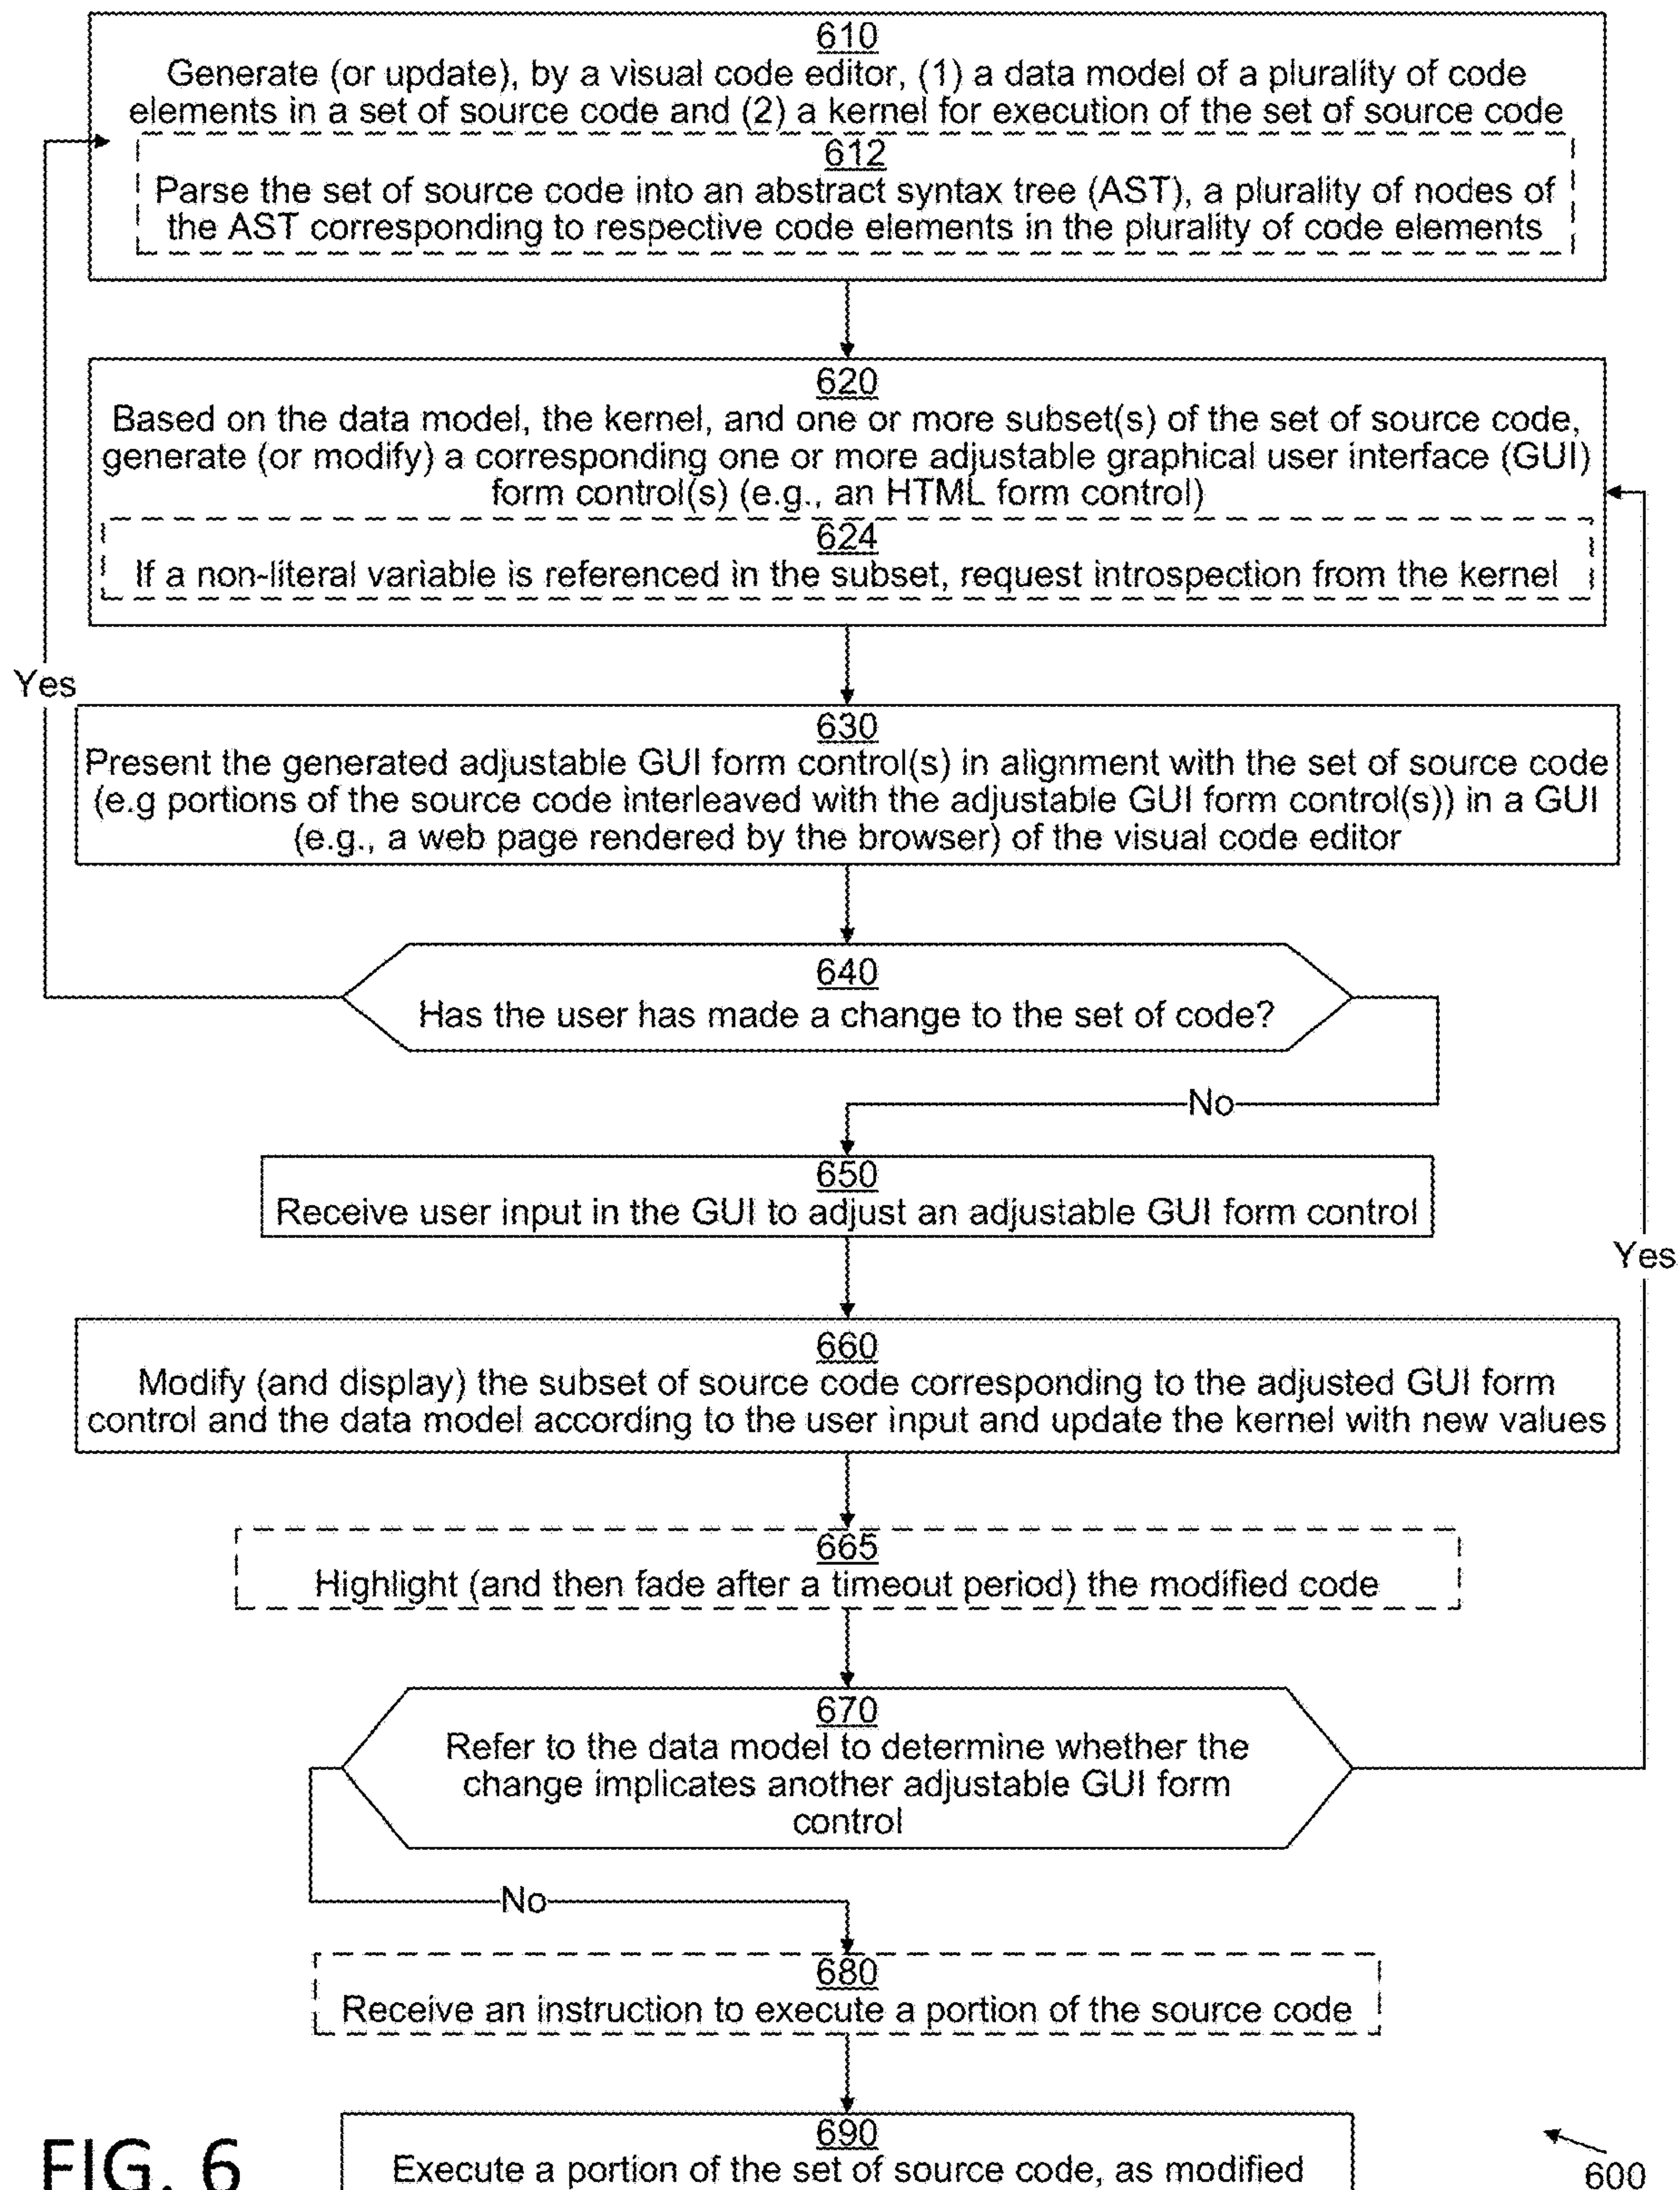 610
Generate (or update), by a visual code editor, (1) a data model of a plurality of code
elements in a set of source code and (2) a kernel for execution of the set of source code
612
Parse the set of source code into an abstract syntax tree (AST), a plurality of nodes of
the AST corresponding to respective code elements in the plurality of code elements
620
Based on the data model, the kernel, and one or more subset(s) of the set of source code,
generate (or modify) a corresponding one or more adjustable graphical user interface (GUI)
form control(s) (e.g., an HTML form control)
624
If a non-literal variable is referenced in the subset, request introspection from the kernel
Yes
630
Present the generated adjustable GUI form control(s) in alignment with the set of source code
(e.g portions of the source code interleaved with the adjustable GUI form control(s)) in a GUI
(e.g., a web page rendered by the browser) of the visual code editor
640
Has the user has made a change to the set of code?
No
650
Receive user input in the GUI to adjust an adjustable GUI form control
Yes
660
Modify (and display) the subset of source code corresponding to the adjusted GUI form
control and the data model according to the user input and update the kernel with new values
665
Highlight (and then fade after a timeout period) the modified code
670
Refer to the data model to determine whether the
change implicates another adjustable GUI form
control
No
680
Receive an instruction to execute a portion of the source code
690
Execute a portion of the set of source code, as modified
FIG. 6
600